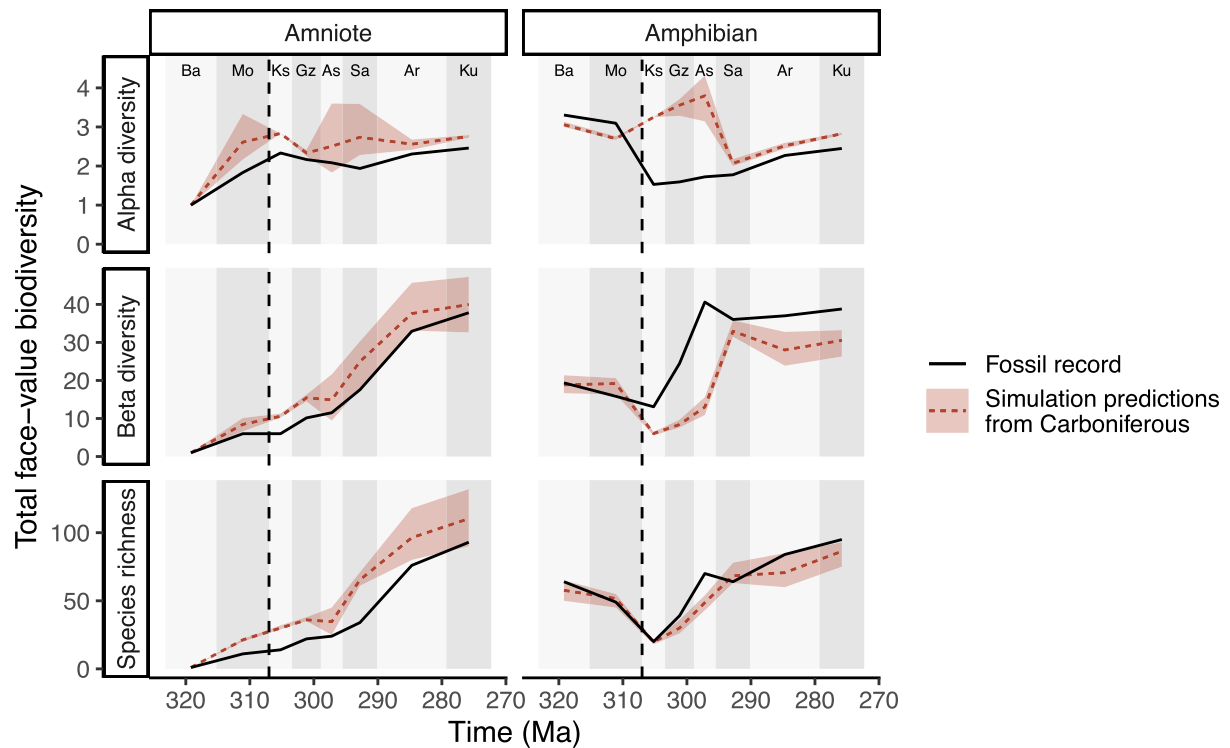 Amniote
Amphibian
Ba Mo Ks Gz As Sa Ar Ku
Ba Mo Ks Gz As Sa Ar Ku
Total face−value biodiversity
Alpha diversity
4
3
2
1
0
Beta diversity
40
30
20
10
0
Species richness
100
50
0
320 310 300 290 280 270
320 310 300 290 280 270
Time (Ma)
Fossil record
Simulation predictions
from Carboniferous